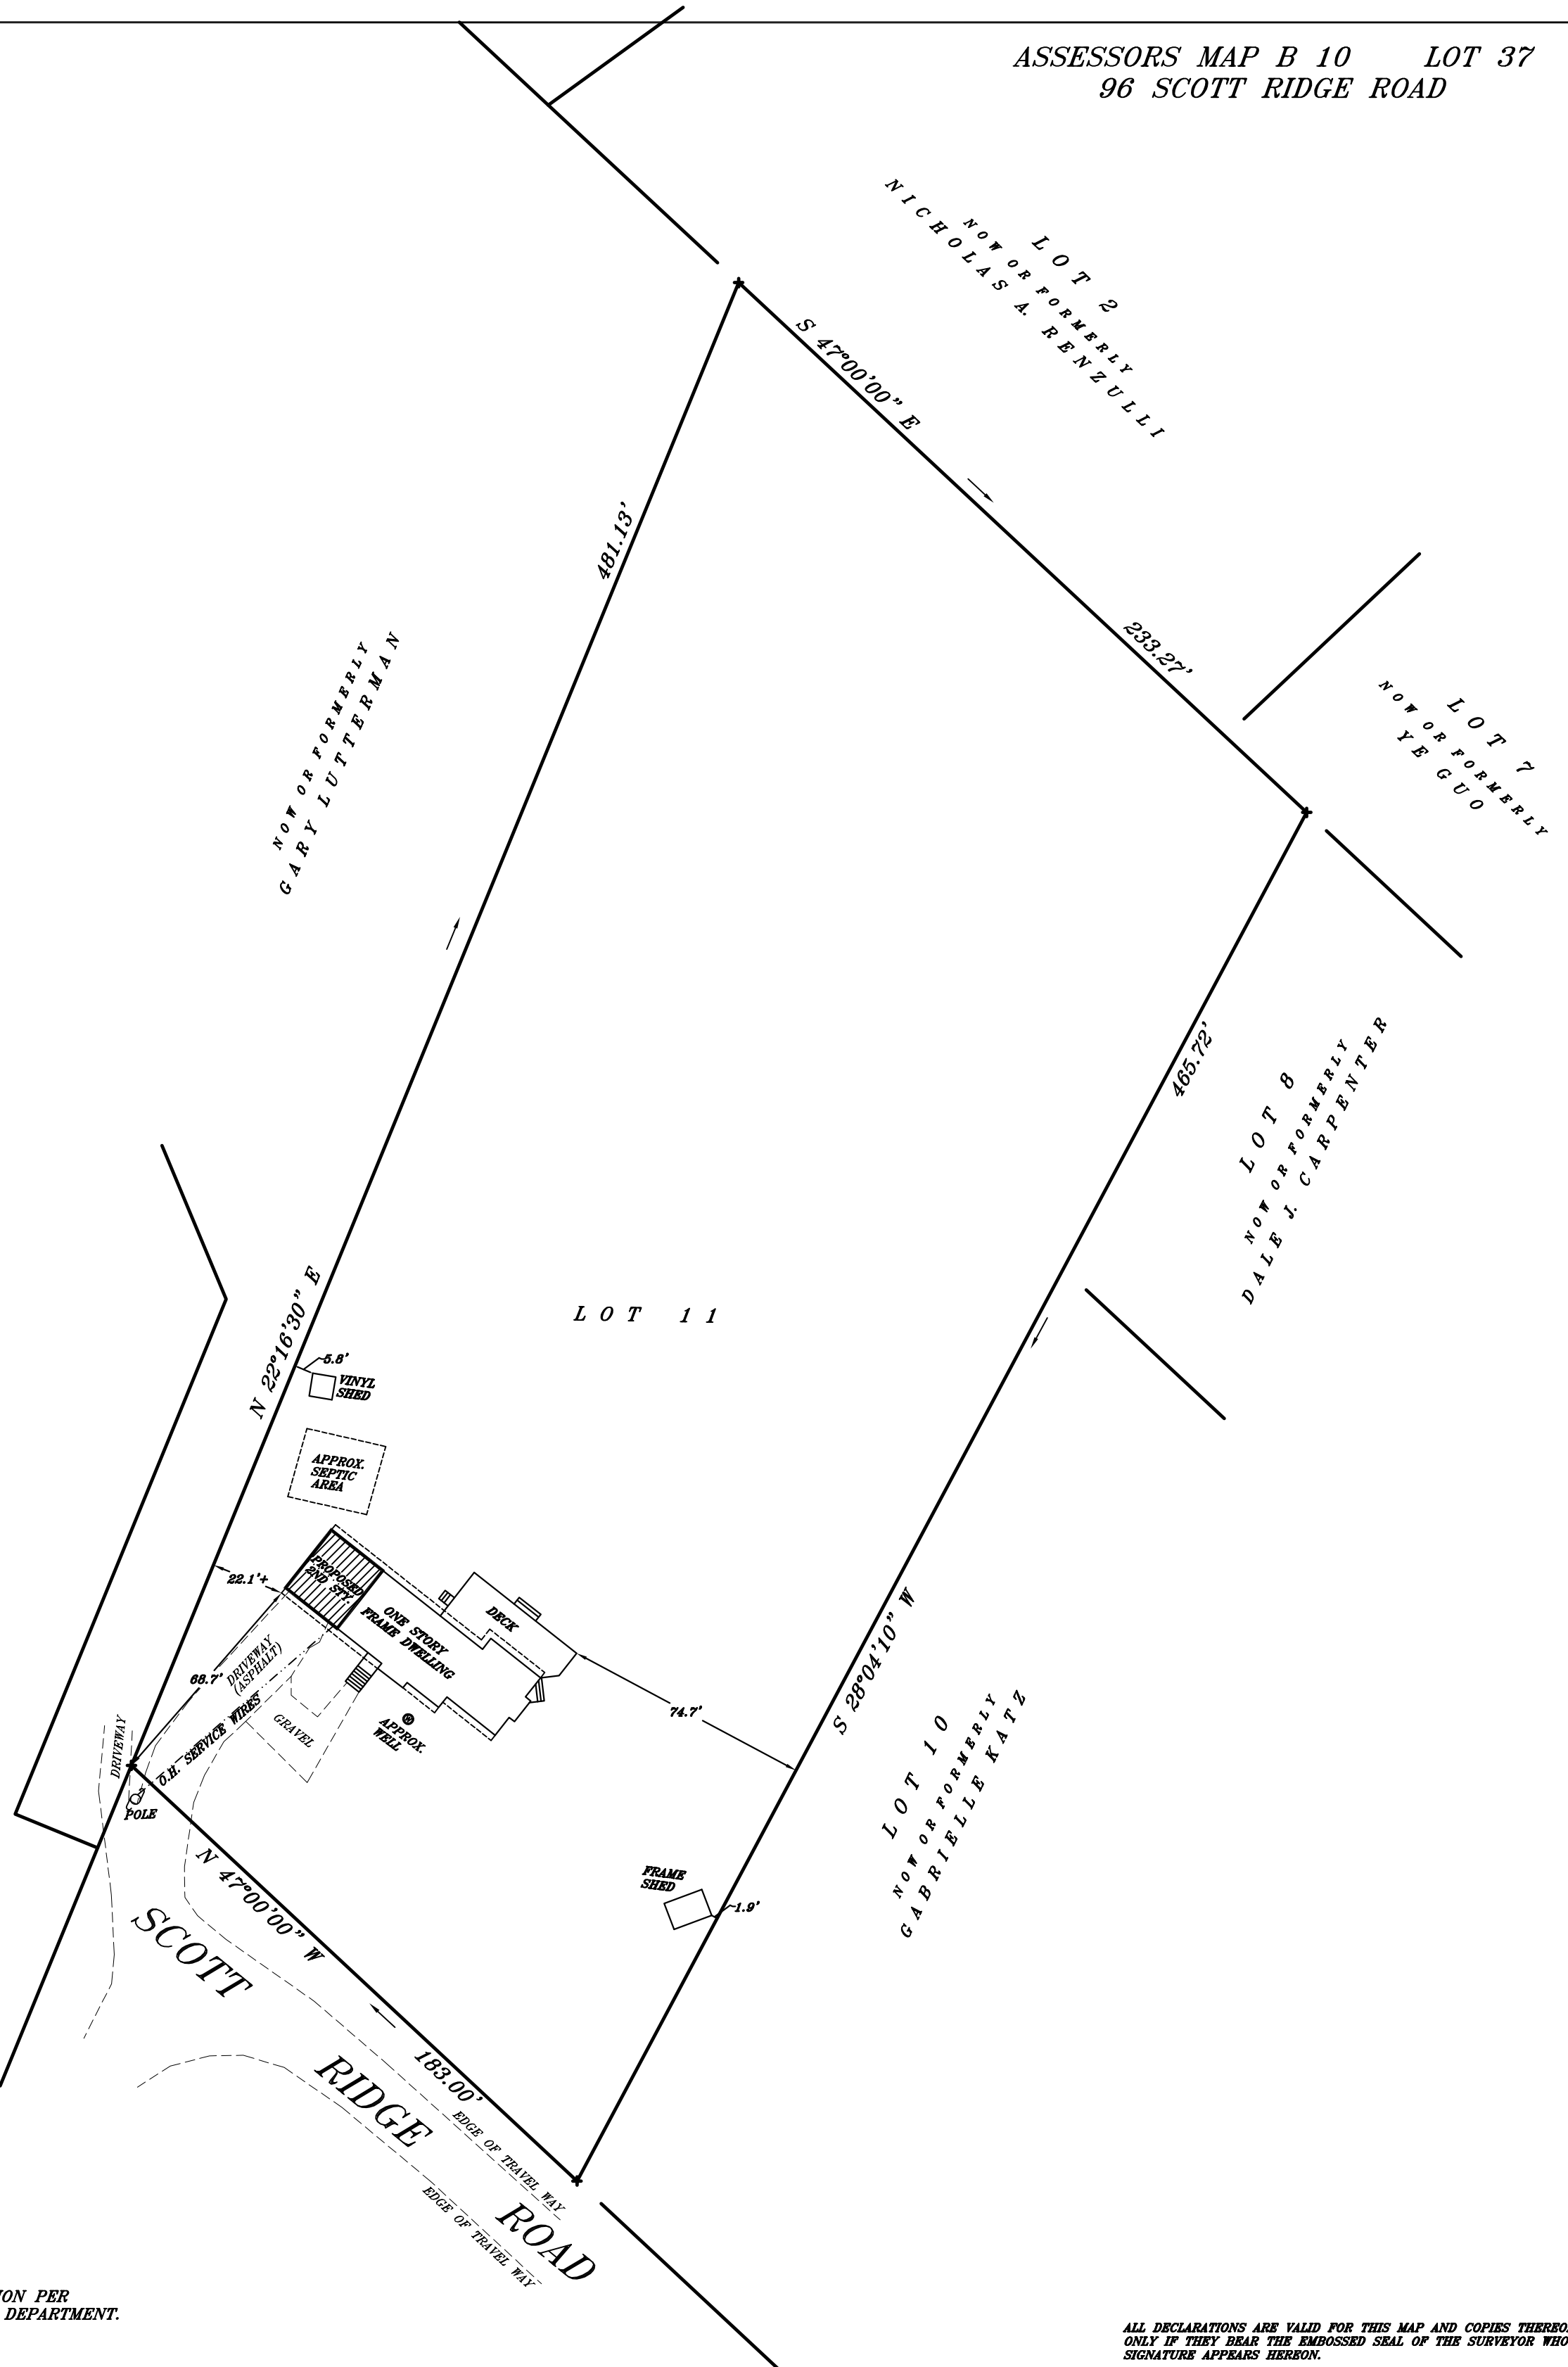 ASSESSORS MAP B 10 LOT 37
96 SCOTT RIDGE ROAD
LOT 2
NOW OR FORMERLY
NICHOLAS A. RENZULLI
S 47°00'00" E
233.27'
481.13'
NOW OR FORMERLY
GARY LUTTERMAN
LOT 7
NOW OR FORMERLY
YE GUO
465.72'
LOT 8
NOW OR FORMERLY
DALE J. CARPENTER
N 22°16'30" E
LOT 11
5.8'
VINYL
SHED
APPROX.
SEPTIC
AREA
22.1'±
PROPOSED
2ND STY.
ONE STORY
FRAME DWELLING
DECK
68.7'
DRIVEWAY
(ASPHALT)
O.H. SERVICE WIRES
GRAVEL
APPROX.
WELL
W
74.7'
S 28°04'10" W
LOT 10
NOW OR FORMERLY
GABRIELLE KATZ
DRIVEWAY
POLE
FRAME
SHED
1.9'
N 47°00'00" W
183.00'
SCOTT
RIDGE
ROAD
EDGE OF TRAVEL WAY
EDGE OF TRAVEL WAY
ON PER
DEPARTMENT.
ALL DECLARATIONS ARE VALID FOR THIS MAP AND COPIES
ONLY IF THEY BEAR THE EMBOSSED SEAL OF THE SURVEYOR
SIGNATURE APPEARS HEREON.